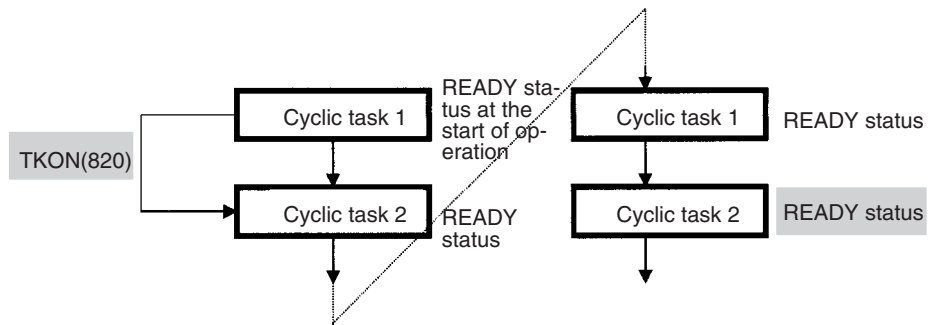 READY sta-
tus at the
start of op-
eration
Cyclic task 1
Cyclic task 1
READY status
TKON(820)
Cyclic task 2
READY
status
Cyclic task 2
READY status